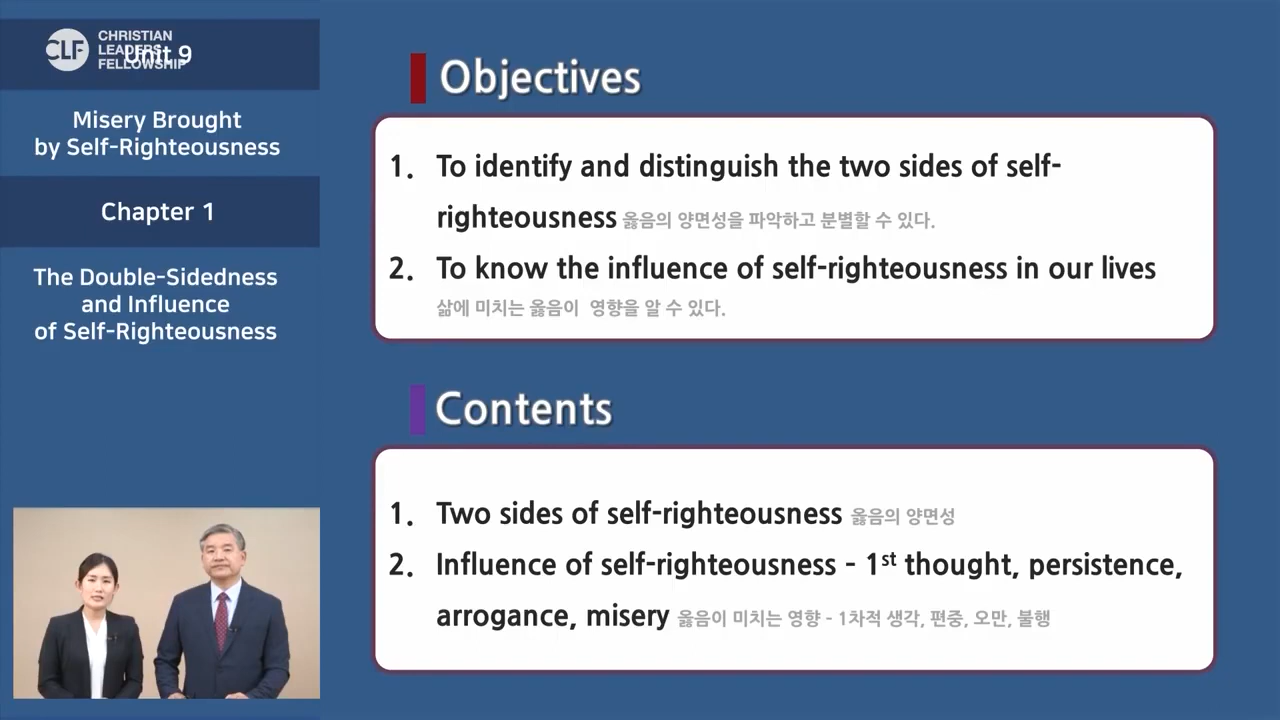 CLF
CHRISTIAN
LEADERS
FELLOWSHIP
Unit 9
Misery Brought
by Self-Righteousness
Chapter 1
The Double-Sidedness
and Influence
of Self-Righteousness
Objectives
1. To identify and distinguish the two sides of self-
righteousness 옳음의 양면성을 파악하고 분별할 수 있다.
2. To know the influence of self-righteousness in our lives
삶에 미치는 옳음이 영향을 알 수 있다.
Contents
1. Two sides of self-righteousness 옳음의 양면성
2. Influence of self-righteousness - 1st thought, persistence,
arrogance, misery 옳음이 미치는 영향 - 1차적 생각, 편중, 오만, 불행